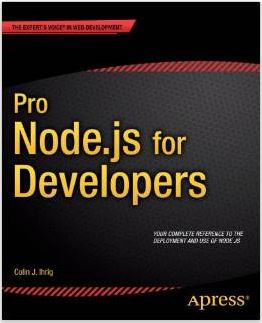 THE EXPERT'S VOICE® IN WEB DEVELOPMENT
Pro
Node.js for
Developers
YOUR COMPLETE REFERENCE TO THE
DEPLOYMENT AND USE OF NODE JS
Colin J. Ihrig
Apress®